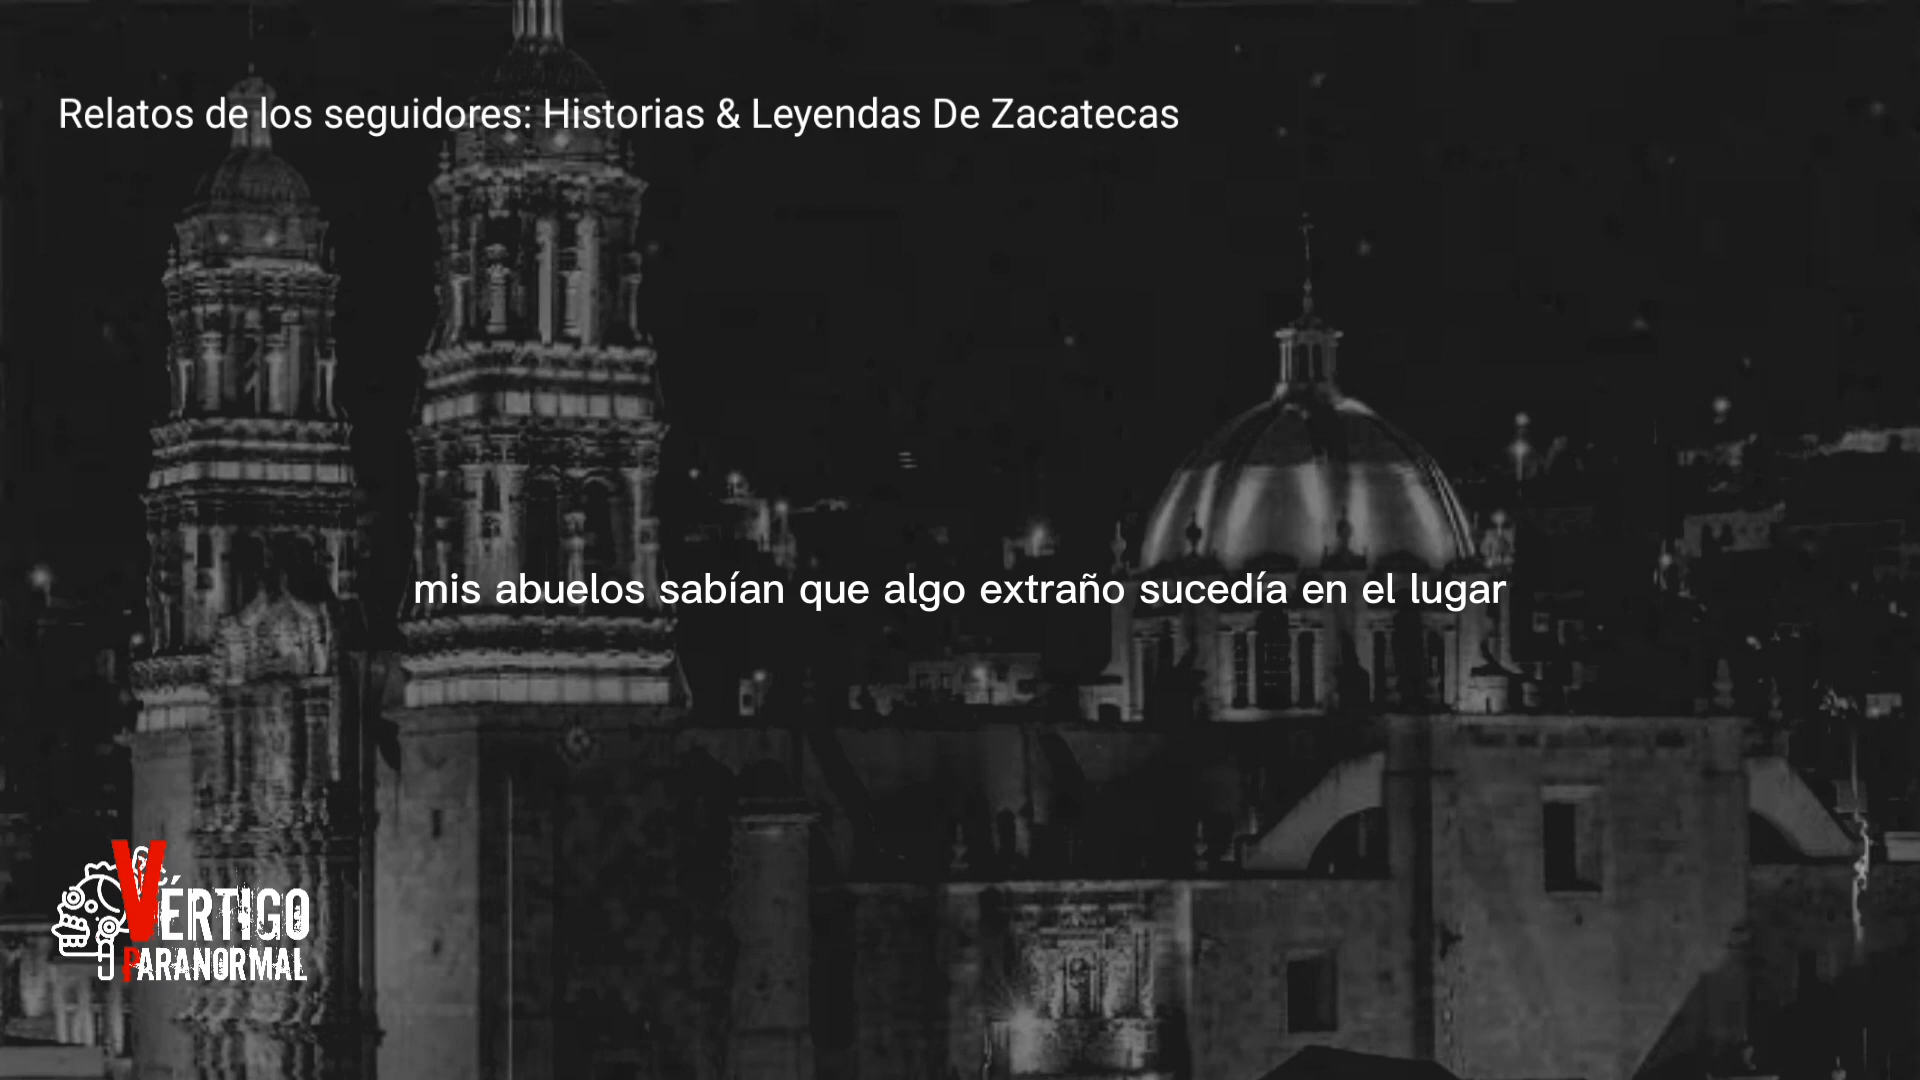 Relatos de los seguidores: Historias & Leyendas De Zacatecas
mis abuelos sabían que algo extraño sucedía en el lugar
VÉRTIGO
PARANORMAL